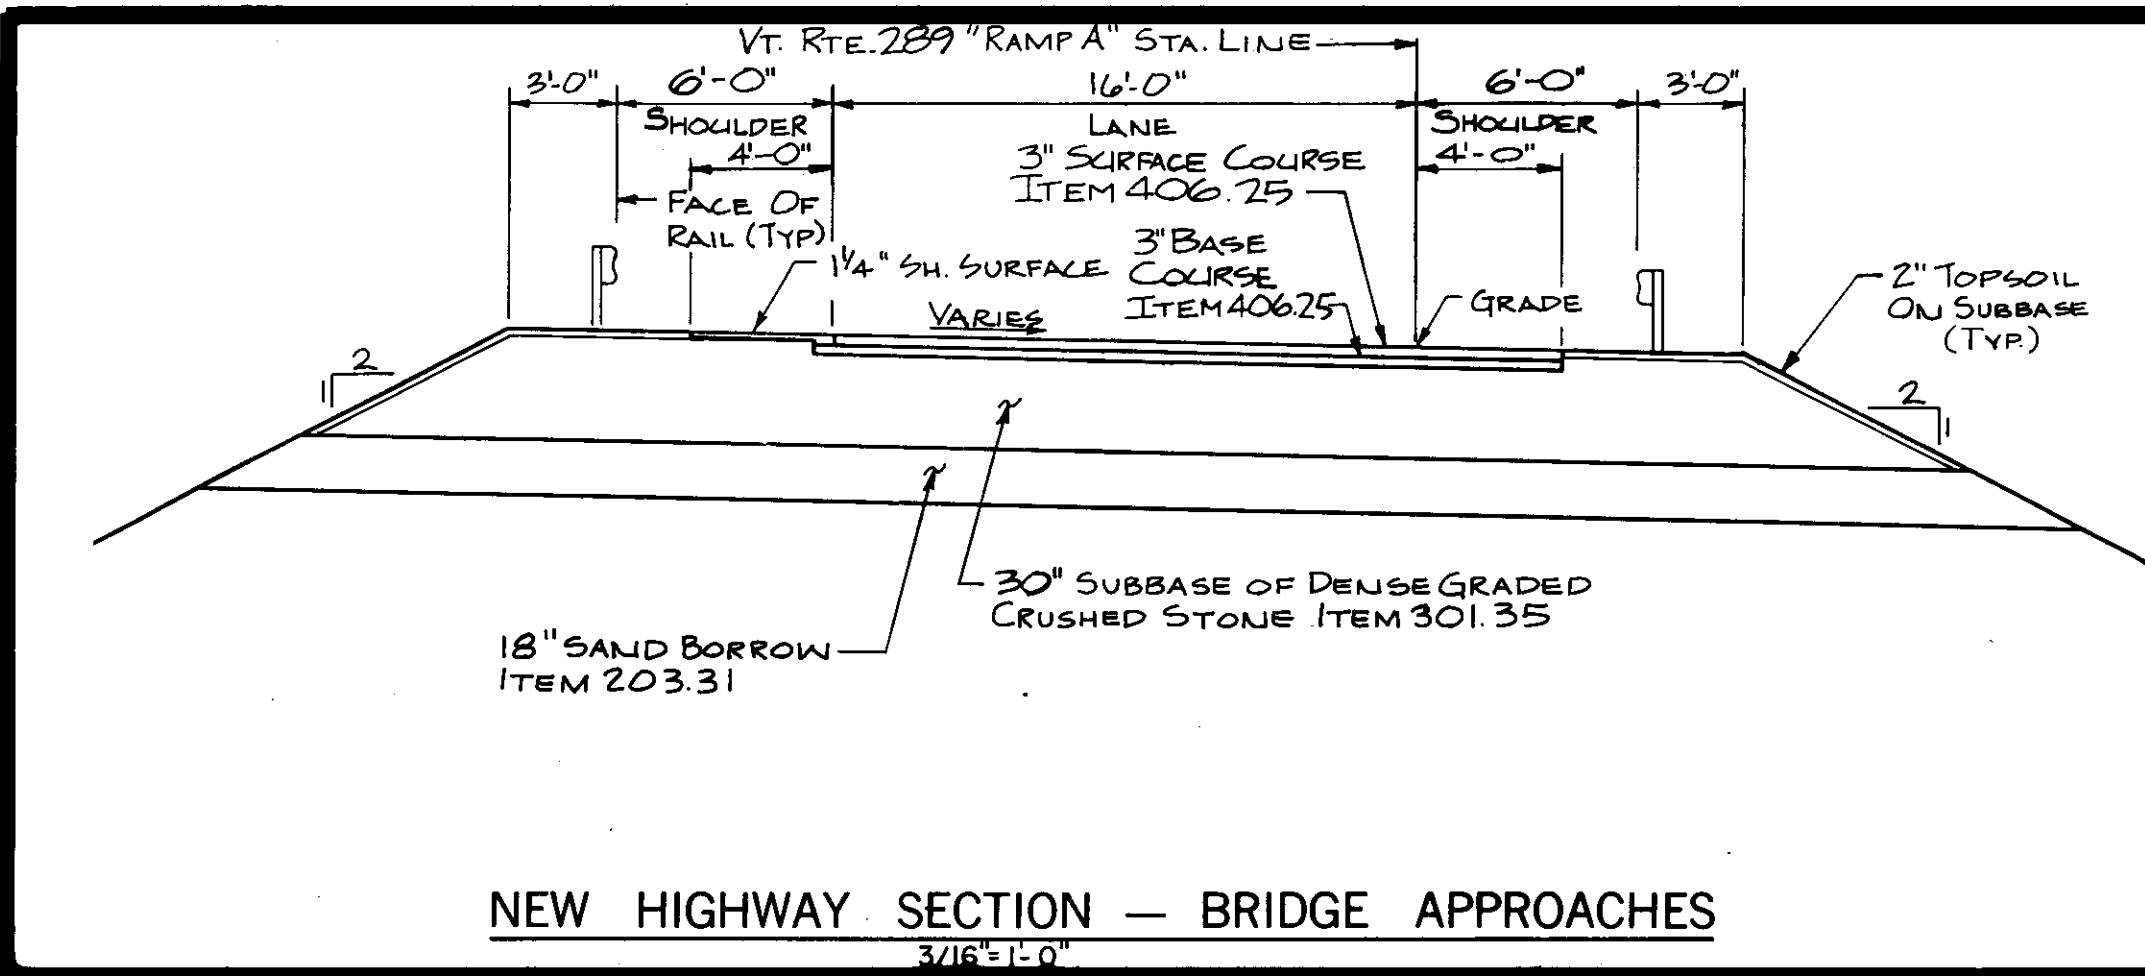 VT. RTE. 289 "RAMP A" STA. LINE
3'-0" 6'-0" 16'-0" 6'-0" 3'-0"
SHOULDER LANE SHOULDER
4'-0" 4'-0"
3" SURFACE COURSE
ITEM 406.25
FACE OF
RAIL (TYP)
1 1/4" SH. SURFACE
3" BASE
COURSE
ITEM 406.25
VARIES
GRADE
2" TOPSOIL
ON SUBBASE
(TYP.)
2
1
2
1
30" SUBBASE OF DENSE GRADED
CRUSHED STONE ITEM 301.35
18" SAND BORROW
ITEM 203.31
NEW HIGHWAY SECTION — BRIDGE APPROACHES
3/16" = 1'-0"